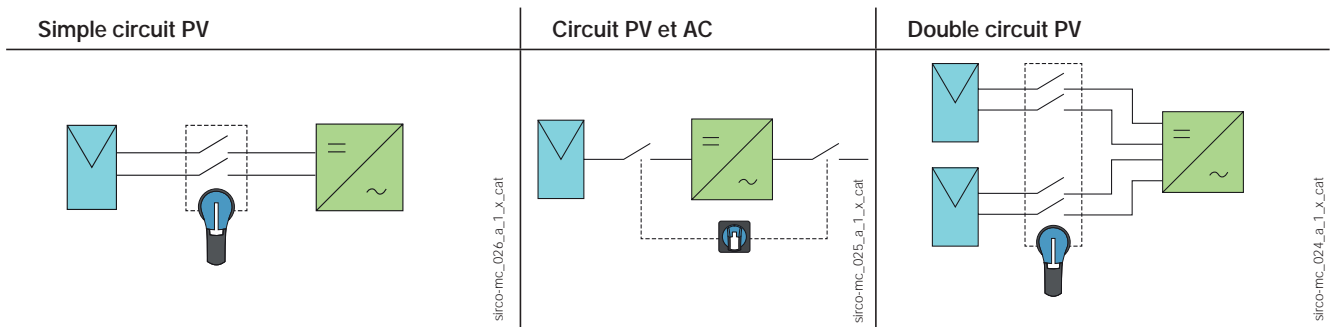 Simple circuit PV
Circuit PV et AC
Double circuit PV
sirco-mc_026_a_1_x_cat
sirco-mc_025_a_1_x_cat
sirco-mc_024_a_1_x_cat